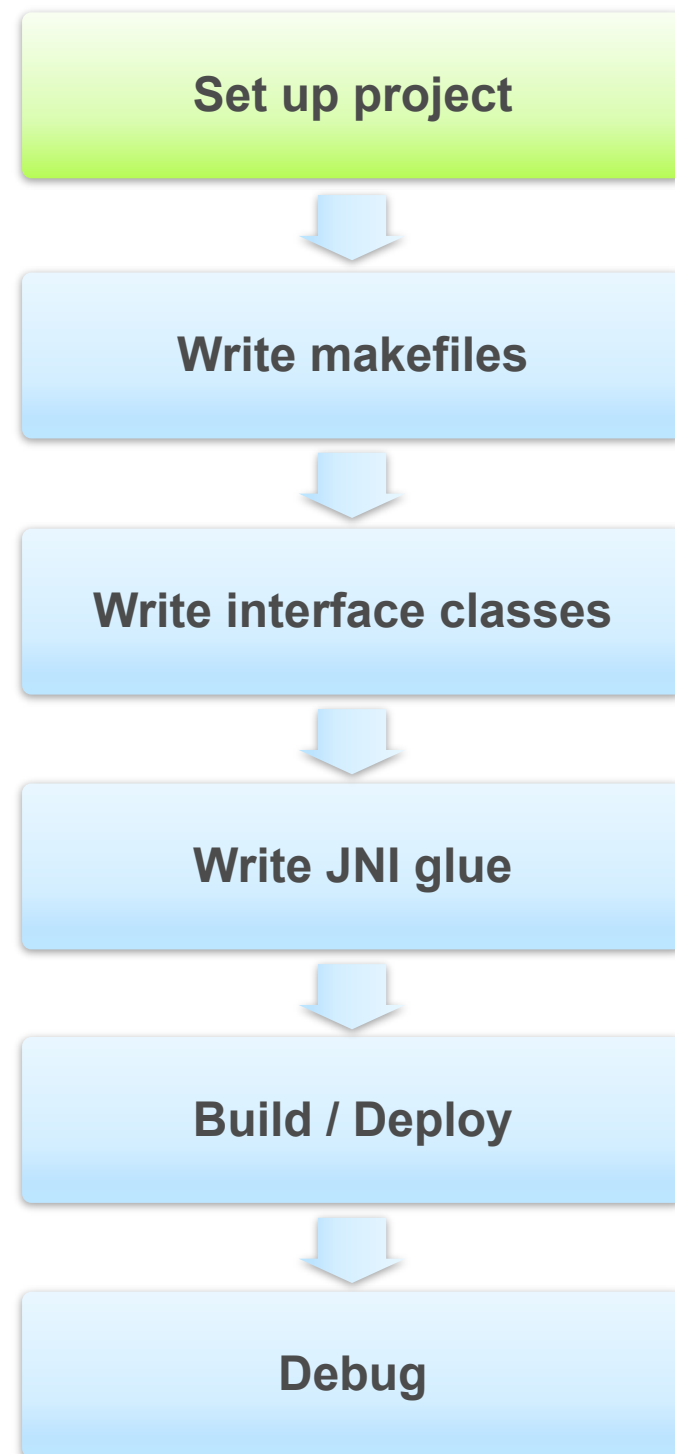 Set up project
Write makefiles
Write interface classes
Write JNI glue
Build / Deploy
Debug